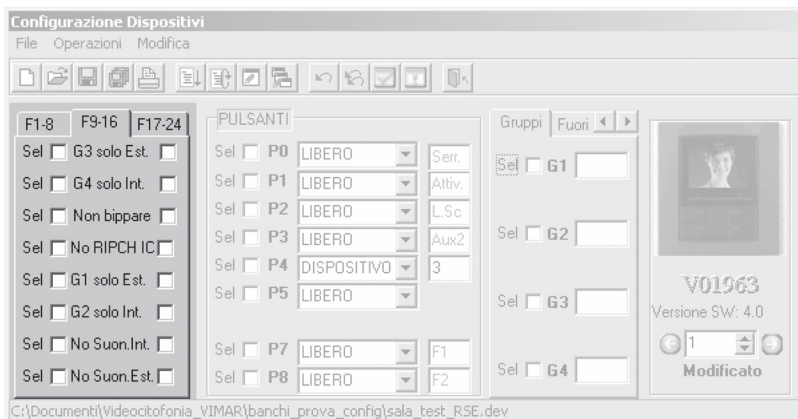 Configurazione Dispositivi
File Operazioni Modifica
F1-8 F9-16 F17-24
Sel G3 solo Est.
Sel G4 solo Int.
Sel Non bippare
Sel No RIPCH IC
Sel G1 solo Est.
Sel G2 solo Int.
Sel No Suon.Int.
Sel No Suon.Est.
PULSANTI
Sel P0 LIBERO Serr.
Sel P1 LIBERO Attiv.
Sel P2 LIBERO L.Sc
Sel P3 LIBERO Aux2
Sel P4 DISPOSITIVO 3
Sel P5 LIBERO
Sel P7 LIBERO F1
Sel P8 LIBERO F2
Gruppi Fuori
Sel G1
Sel G2
Sel G3
Sel G4
V01963
Versione SW: 4.0
1
Modificato
C:\Documenti\Videocitofonia_VIMAR\banchi_prova_config\sala_test_RSE.dev